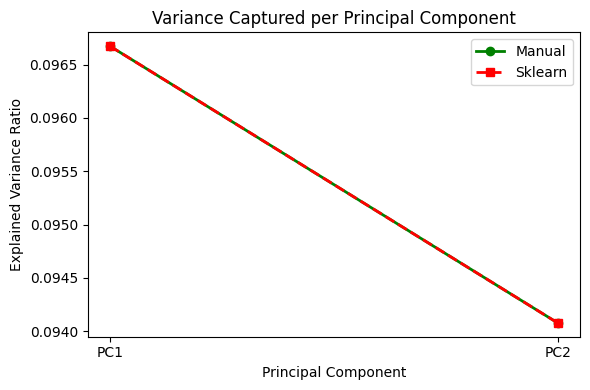 Variance Captured per Principal Component
Manual
Sklearn
Explained Variance Ratio
0.0965
0.0960
0.0955
0.0950
0.0945
0.0940
PC1
PC2
Principal Component